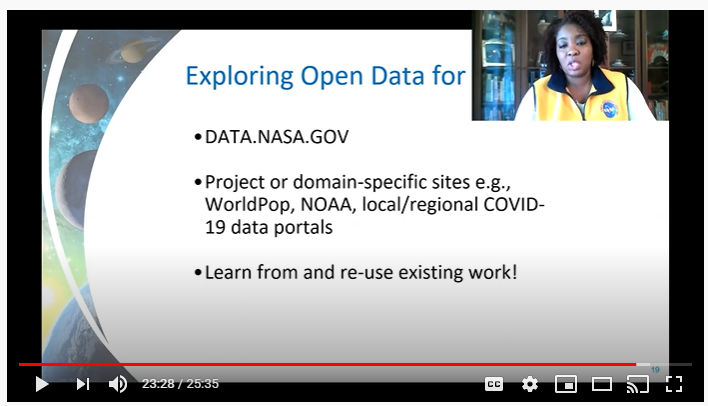 Exploring Open Data for
•DATA.NASA.GOV
•Project or domain-specific sites e.g.,
WorldPop, NOAA, local/regional COVID-
19 data portals
•Learn from and re-use existing work!
19
23:28 / 25:35
CC